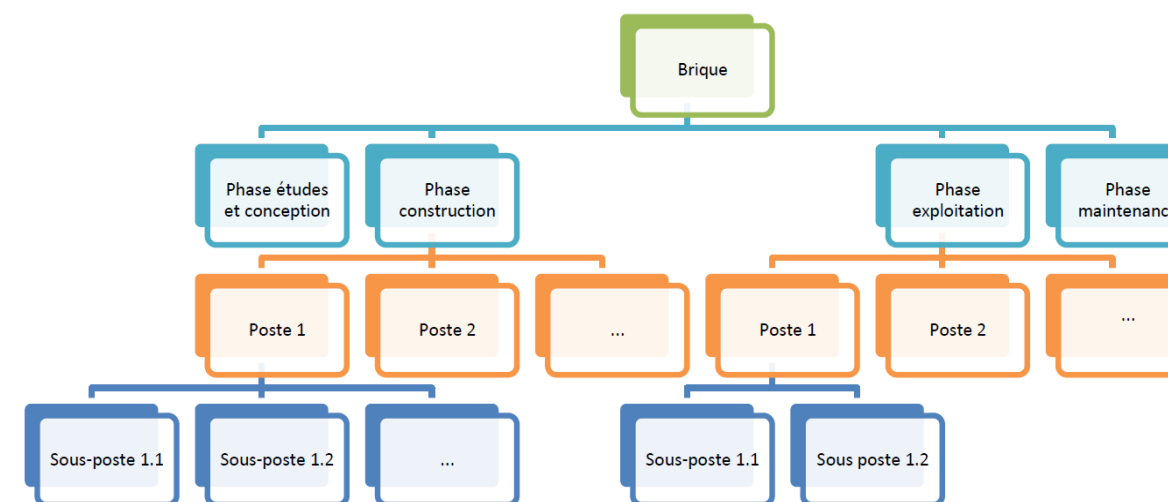 Brique
Phase études
et conception
Phase
construction
Phase
exploitation
Phase
maintenanc
Poste 1
Poste 2
...
Poste 1
Poste 2
...
Sous-poste 1.1
Sous-poste 1.2
...
Sous-poste 1.1
Sous poste 1.2